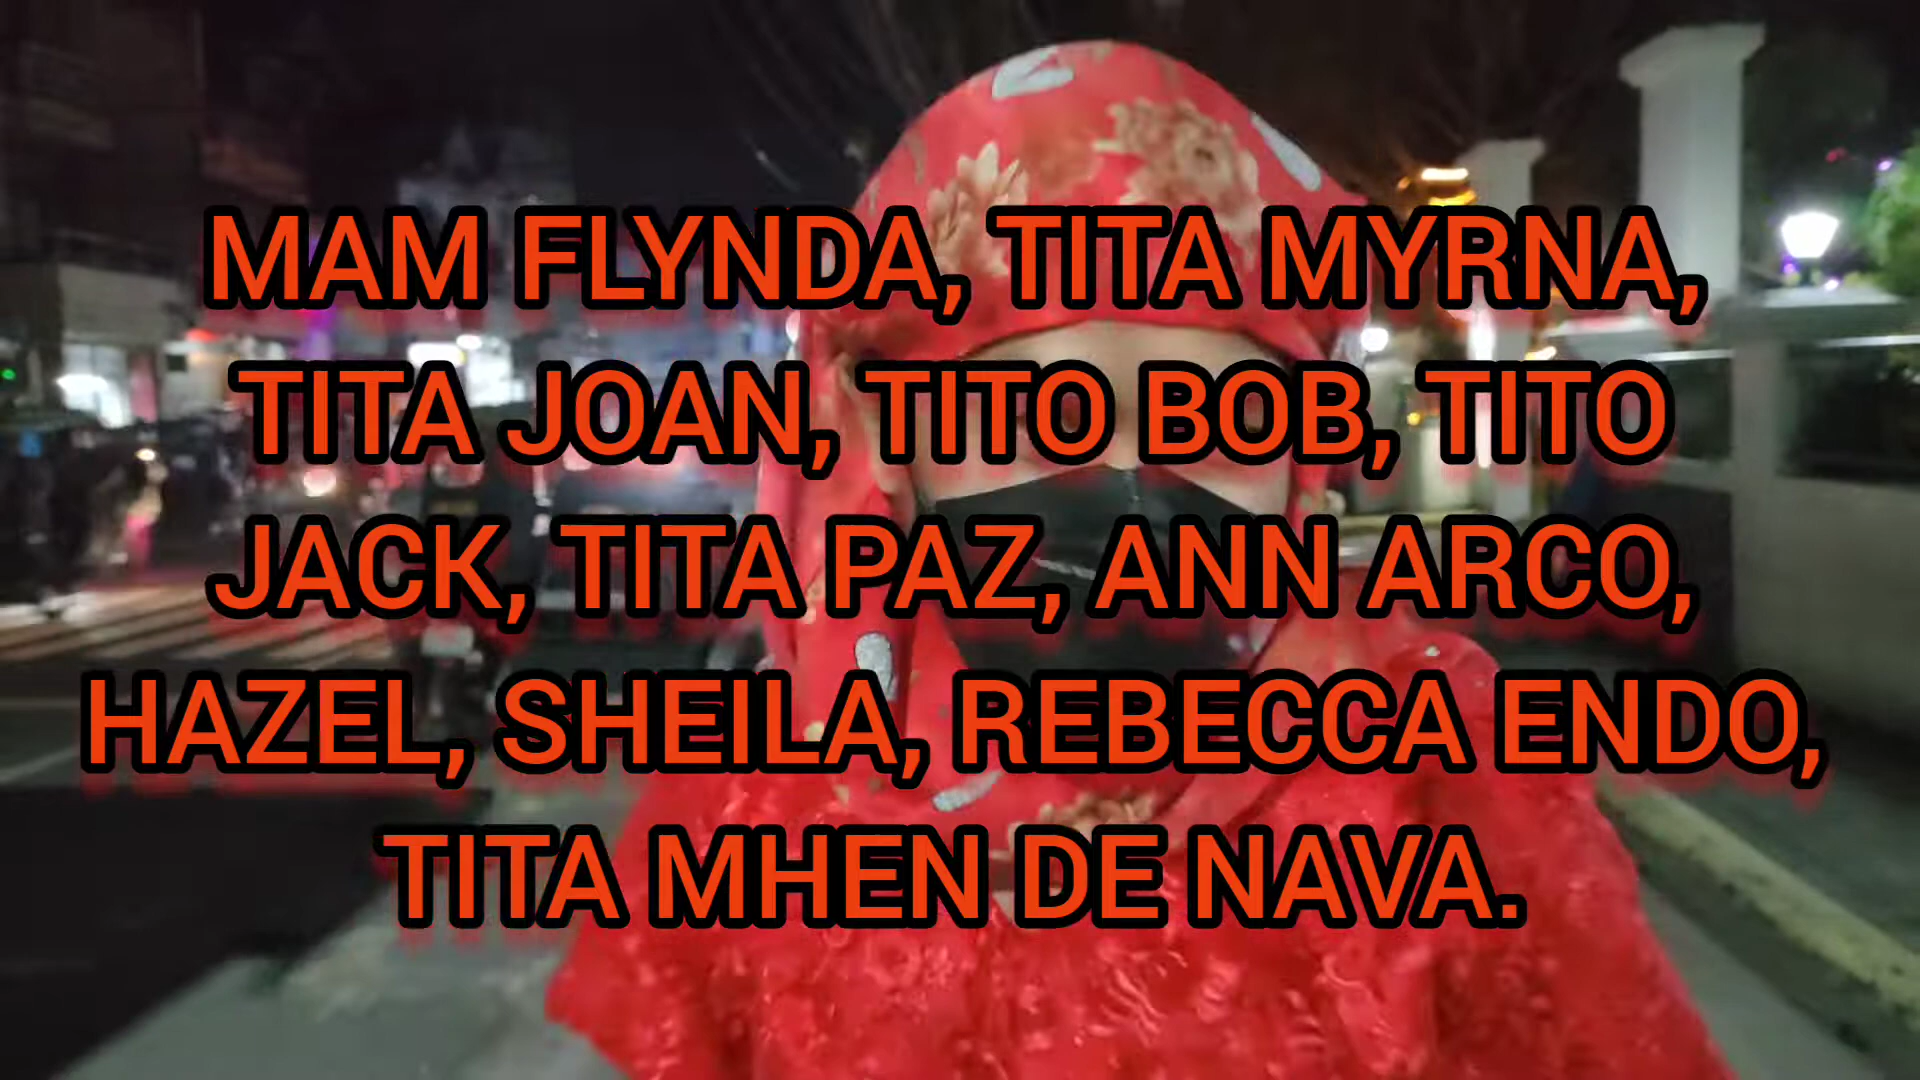 MAM FLYNDA, TITA MYRNA,
TITA JOAN, TITO BOB, TITO
JACK, TITA PAZ, ANN ARCO,
HAZEL, SHEILA, REBECCA ENDO,
TITA MHEN DE NAVA.